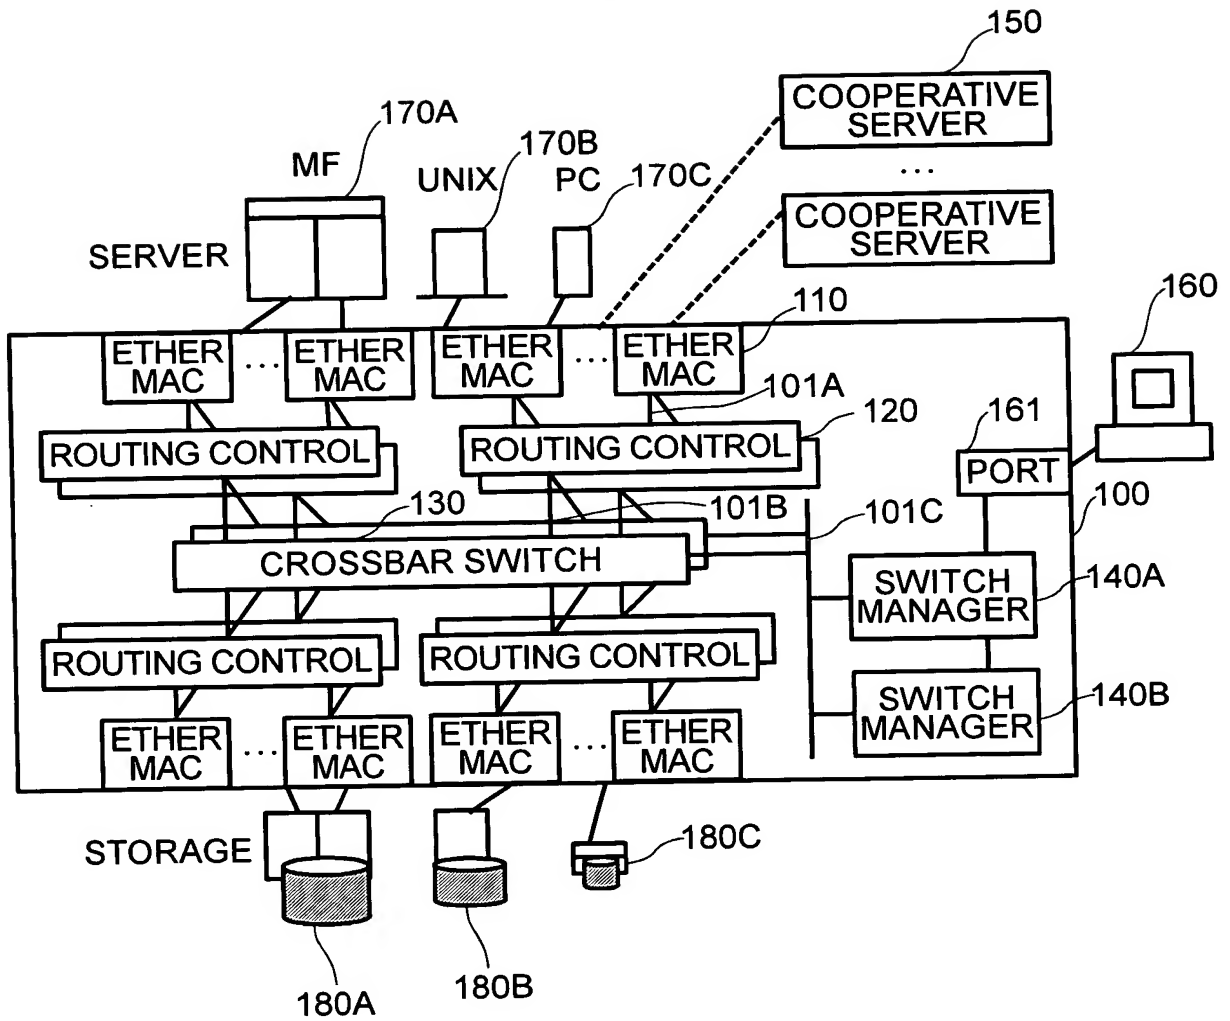 150
COOPERATIVE
SERVER
170A
170B
MF
UNIX
PC
170C
...
COOPERATIVE
SERVER
SERVER
110
160
ETHER
MAC
...
ETHER
MAC
ETHER
MAC
...
ETHER
MAC
101A
120
161
ROUTING CONTROL
ROUTING CONTROL
PORT
130
101B
101C
100
CROSSBAR SWITCH
SWITCH
MANAGER
140A
ROUTING CONTROL
ROUTING CONTROL
SWITCH
MANAGER
140B
ETHER
MAC
...
ETHER
MAC
ETHER
MAC
...
ETHER
MAC
STORAGE
180C
180A
180B